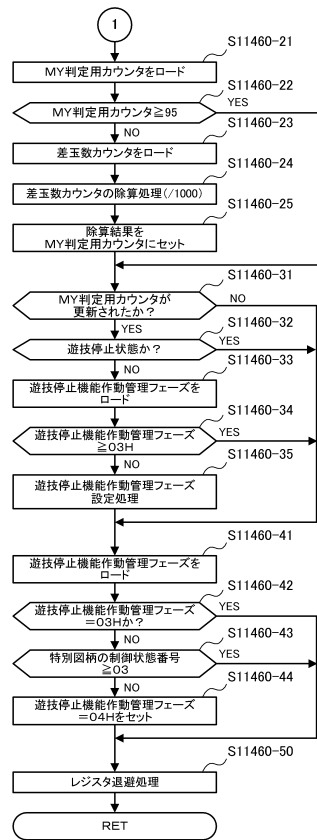 1
S11460-21
MY判定用カウンタをロード
S11460-22
MY判定用カウンタ≧95
YES
NO
S11460-23
差玉数カウンタをロード
S11460-24
差玉数カウンタの除算処理(/1000)
S11460-25
除算結果を
MY判定用カウンタにセット
S11460-31
MY判定用カウンタが
更新されたか？
NO
YES
S11460-32
遊技停止状態か？
YES
NO
S11460-33
遊技停止機能作動管理フェーズを
ロード
S11460-34
遊技停止機能作動管理フェーズ
≧03H
YES
NO
S11460-35
遊技停止機能作動管理フェーズ
設定処理
S11460-41
遊技停止機能作動管理フェーズを
ロード
S11460-42
遊技停止機能作動管理フェーズ
=03Hか？
YES
NO
S11460-43
特別図柄の制御状態番号
≧03
YES
NO
S11460-44
遊技停止機能作動管理フェーズ
=04Hをセット
S11460-50
レジスタ退避処理
RET